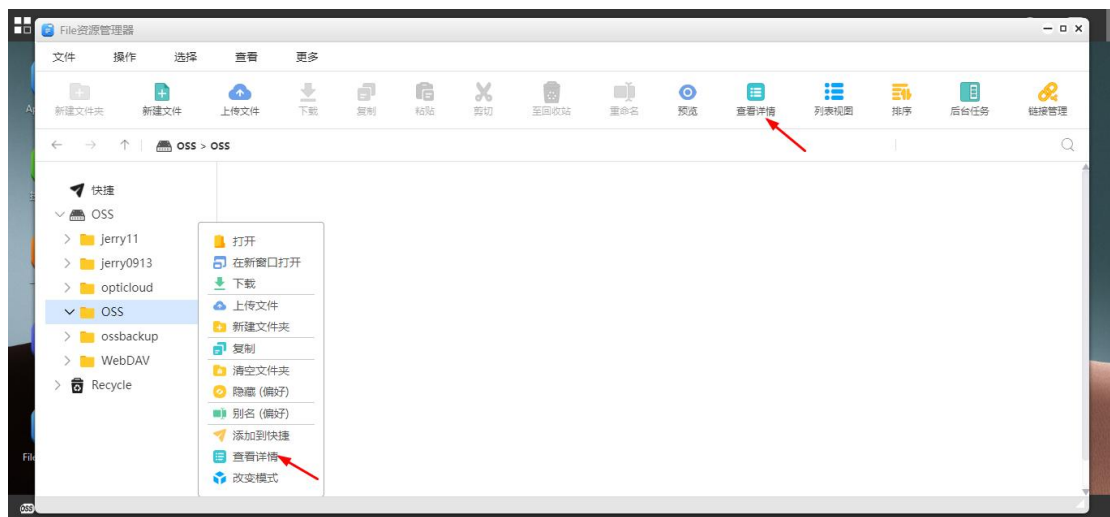 File资源管理器
文件 操作 选择 查看 更多
新建文件夹 新建文件 上传文件 下载 复制 粘贴 剪切 至回收站 重命名 预览 查看详情 列表视图 排序 后台任务 链接管理
oss > oss
快捷
OSS
jerry11
jerry0913
opticloud
OSS
ossbackup
WebDAV
Recycle
打开
在新窗口打开
下载
上传文件
新建文件夹
复制
清空文件夹
隐藏 (偏好)
别名 (偏好)
添加到快捷
查看详情
改变模式
File
OSS